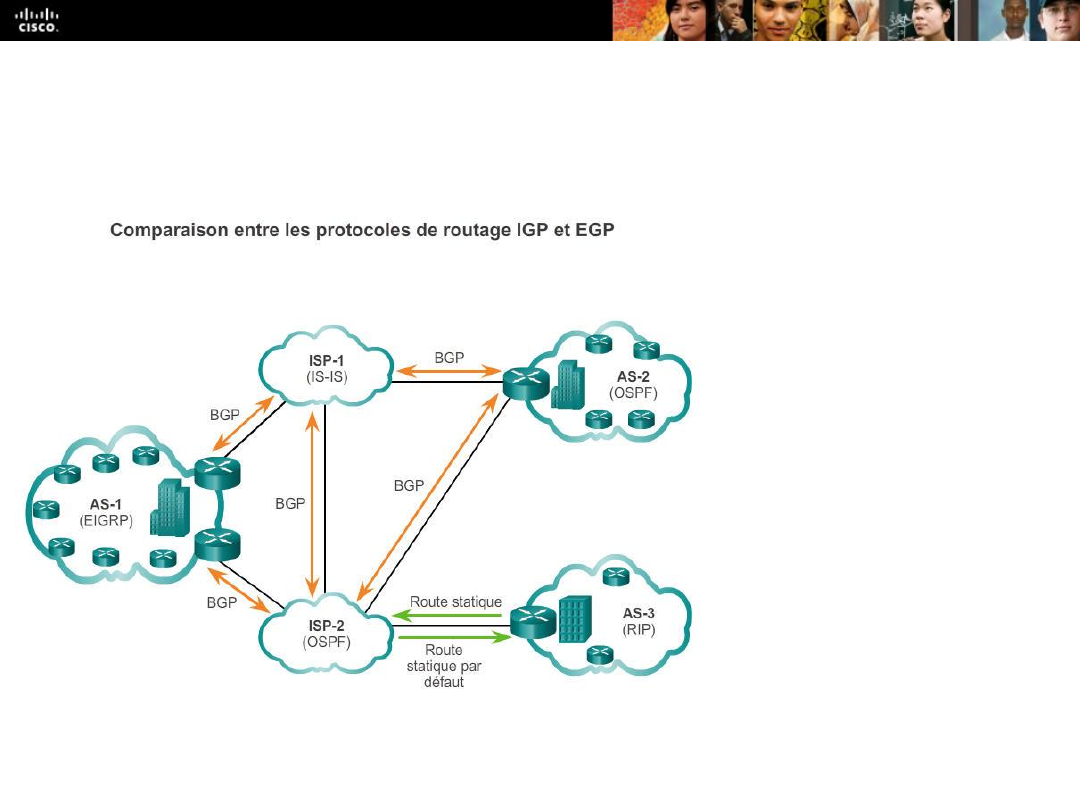 CISCO.
Comparaison entre les protocoles de routage IGP et EGP
ISP-1
(IS-IS)
BGP
AS-2
(OSPF)
BGP
AS-1
(EIGRP)
BGP
BGP
BGP
ISP-2
(OSPF)
Route statique
Route
statique par
défaut
AS-3
(RIP)